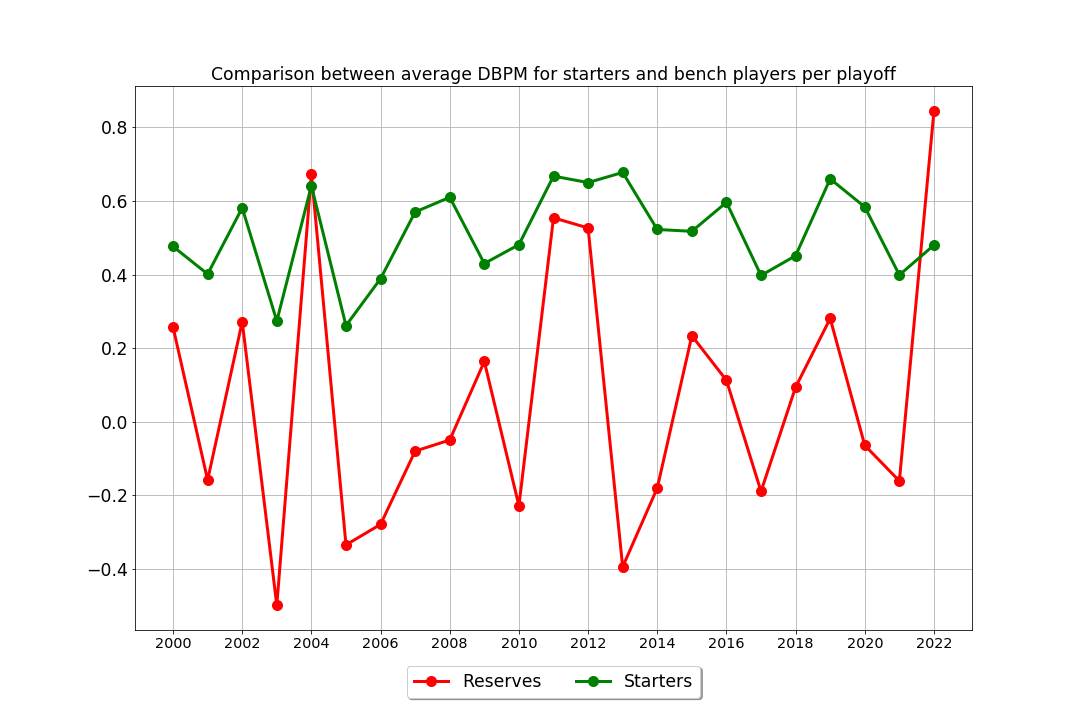 Comparison between average DBPM for starters and bench players per playoff
0.8
0.6
0.4
0.2
0.0
−0.2
−0.4
2000 2002 2004 2006 2008 2010 2012 2014 2016 2018 2020 2022
Reserves Starters